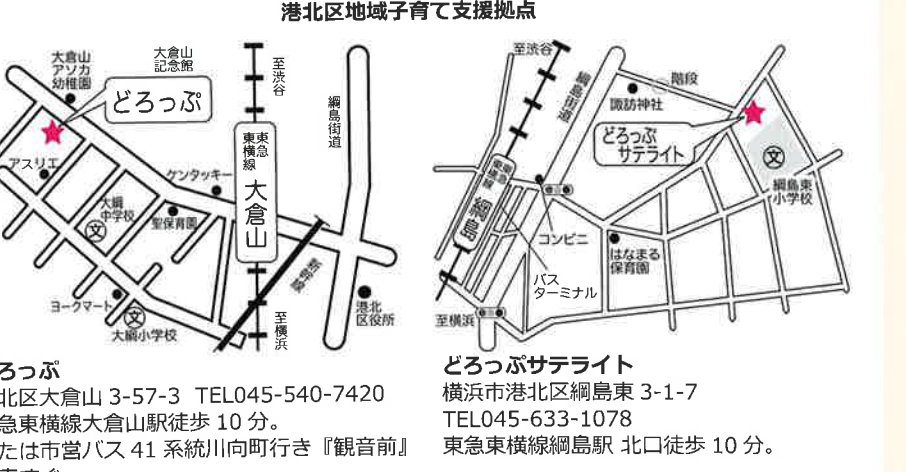 港北区地域子育て支援拠点
大倉山
アソカ
幼稚園
大倉山
記念館
至渋谷
綱島街道
どろっぷ
東急
東横線
大倉山
アスリエ
ケンタッキー
大綱
中学校
文
聖保育園
新幹線
ヨークマート
文
大綱小学校
至横浜
港北
区役所
至渋谷
綱島街道
階段
諏訪神社
どろっぷ
サテライト
文
綱島東
小学校
東急
東横線
綱島
コンビニ
はなまる
保育園
バス
ターミナル
至横浜
ろっぷ
北区大倉山 3-57-3 TEL045-540-7420
急東横線大倉山駅徒歩 10 分。
たは市営バス 41 系統川向町行き『観音前』
どろっぷサテライト
横浜市港北区綱島東 3-1-7
TEL045-633-1078
東急東横線綱島駅 北口徒歩 10 分。